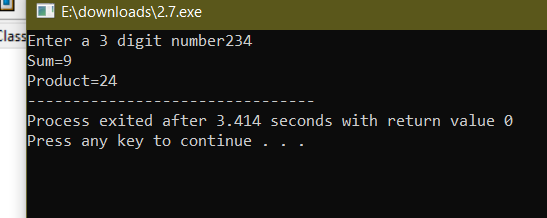 E:\downloads\2.7.exe
Class
Enter a 3 digit number234
Sum=9
Product=24
--------------------------------
Process exited after 3.414 seconds with return value 0
Press any key to continue . . .